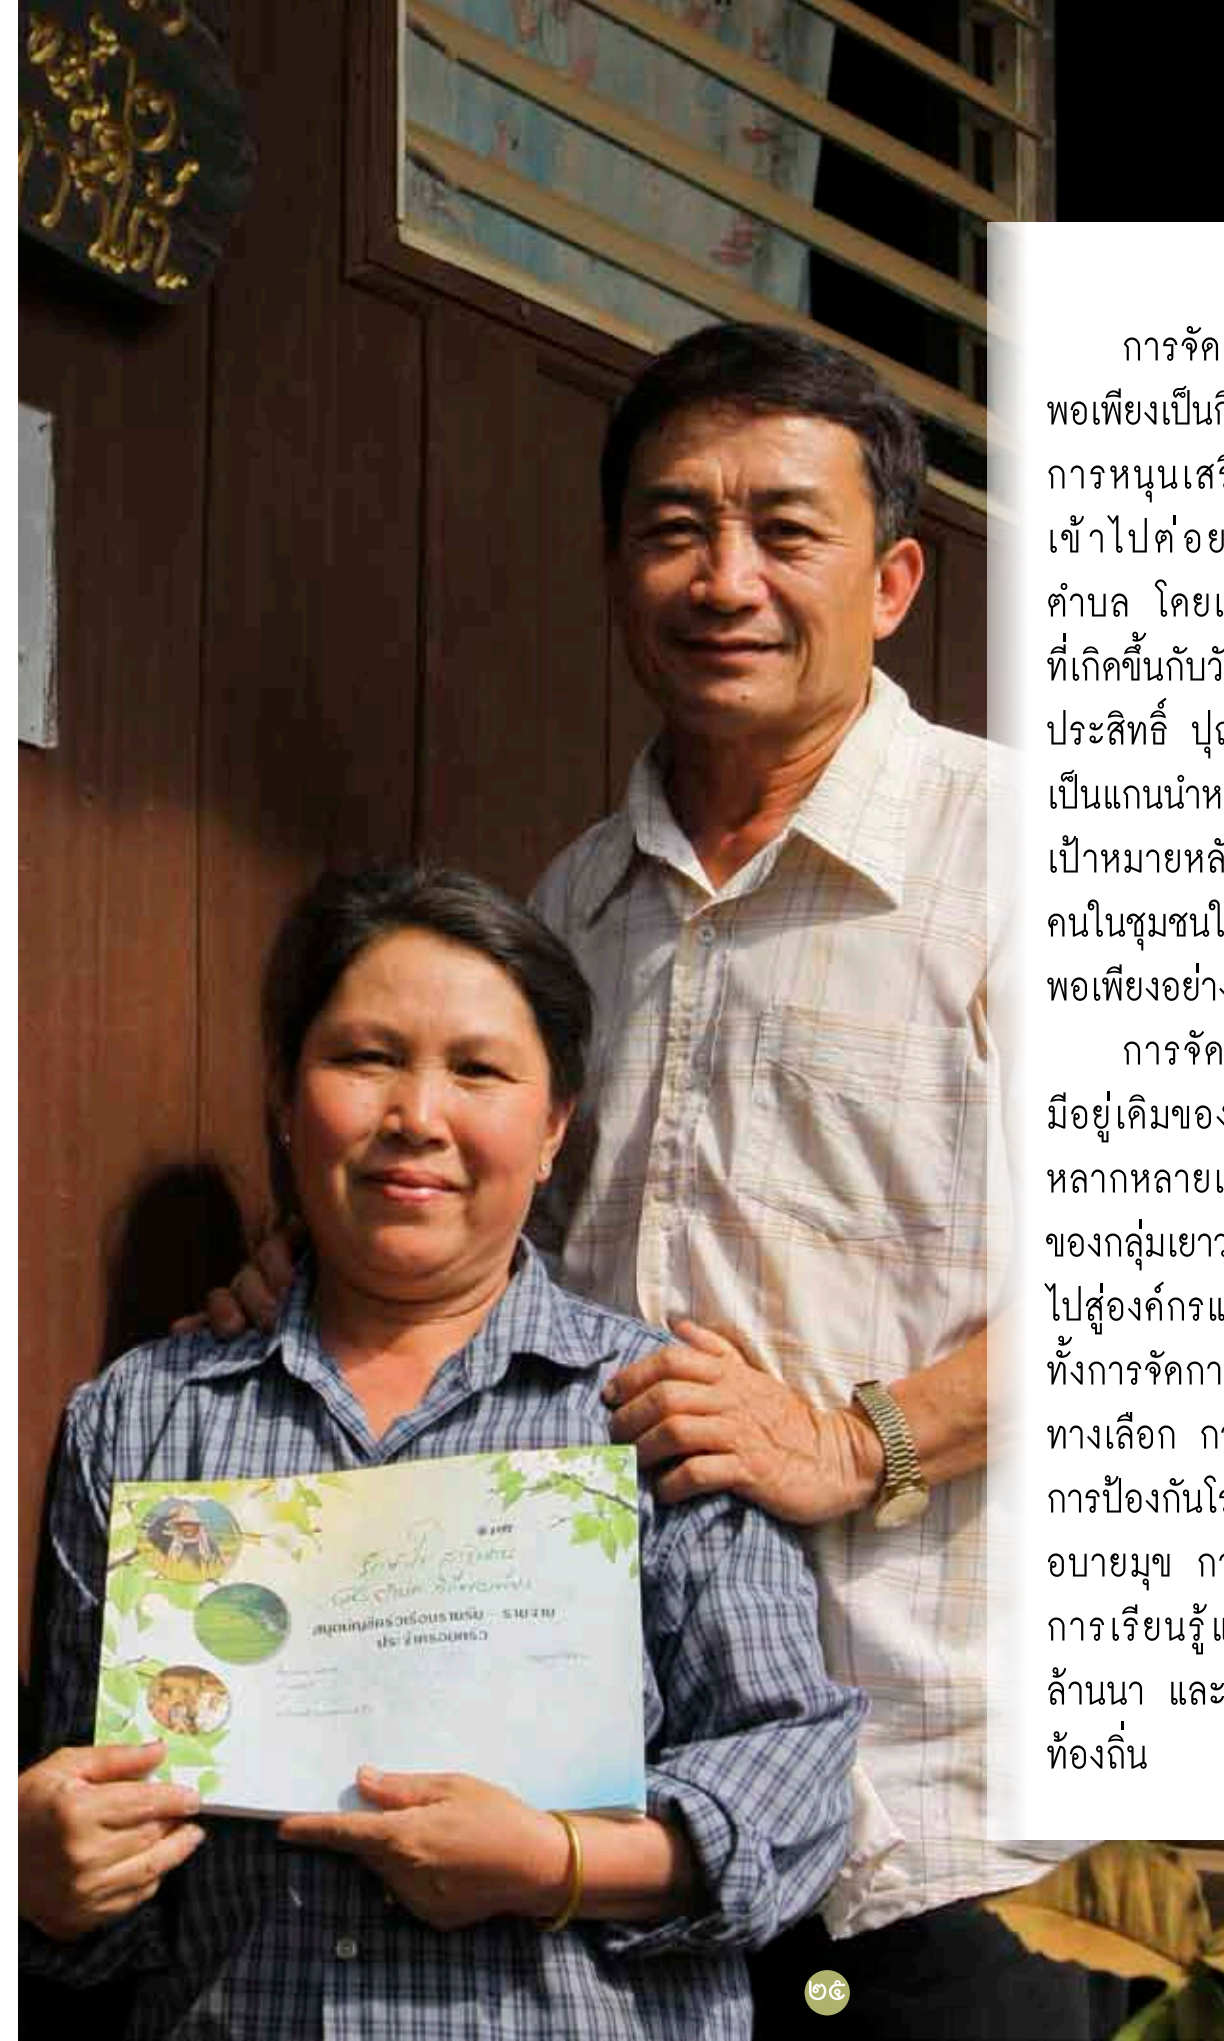 การจัด
พอเพียงเป็นกิ
การหนุนเสริ
เข้าไปต่อย
ตำบล โดยเ
ที่เกิดขึ้นกับวั
ประสิทธิ์ ปุณ
เป็นแกนนำห
เป้าหมายหลั
คนในชุมชนใ
พอเพียงอย่าง
การจัด
มีอยู่เดิมของ
หลากหลายเ
ของกลุ่มเยาว
ไปสู่องค์กรแ
ทั้งการจัดกา
ทางเลือก กา
การป้องกันโร
อบายมุข กา
การเรียนรู้แ
ล้านนา และ
ท้องถิ่น
สมุดบัญชีครัวเรือนรายรับ - รายจ่าย
ประจำครอบครัว
๒๕